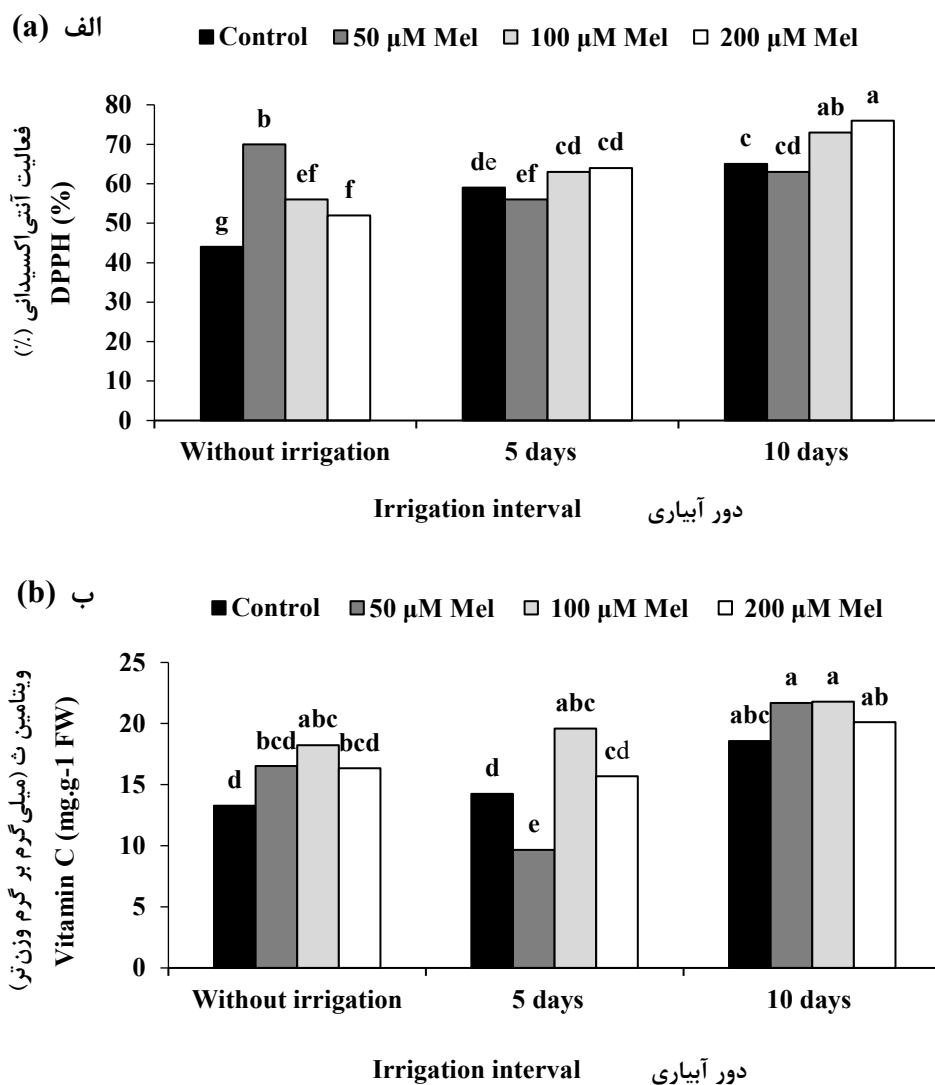 (a) الف
Control 50 µM Mel 100 µM Mel 200 µM Mel
فعالیت آنتی‌اکسیدانی (٪)
DPPH (%)
80
70
60
50
40
30
20
10
0
g b ef f de ef cd cd c cd ab a
Without irrigation 5 days 10 days
Irrigation interval دور آبیاری
(b) ب
Control 50 µM Mel 100 µM Mel 200 µM Mel
ویتامین ث (میلی‌گرم بر گرم وزن‌تر)
Vitamin C (mg.g-1 FW)
25
20
15
10
5
0
d bcd abc bcd d e abc cd abc a a ab
Without irrigation 5 days 10 days
Irrigation interval دور آبیاری